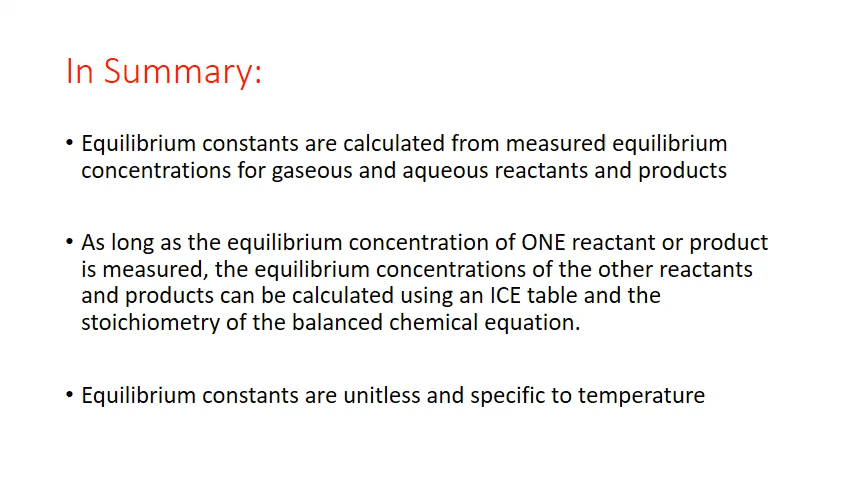 In Summary:
• Equilibrium constants are calculated from measured equilibrium
concentrations for gaseous and aqueous reactants and products
• As long as the equilibrium concentration of ONE reactant or product
is measured, the equilibrium concentrations of the other reactants
and products can be calculated using an ICE table and the
stoichiometry of the balanced chemical equation.
• Equilibrium constants are unitless and specific to temperature